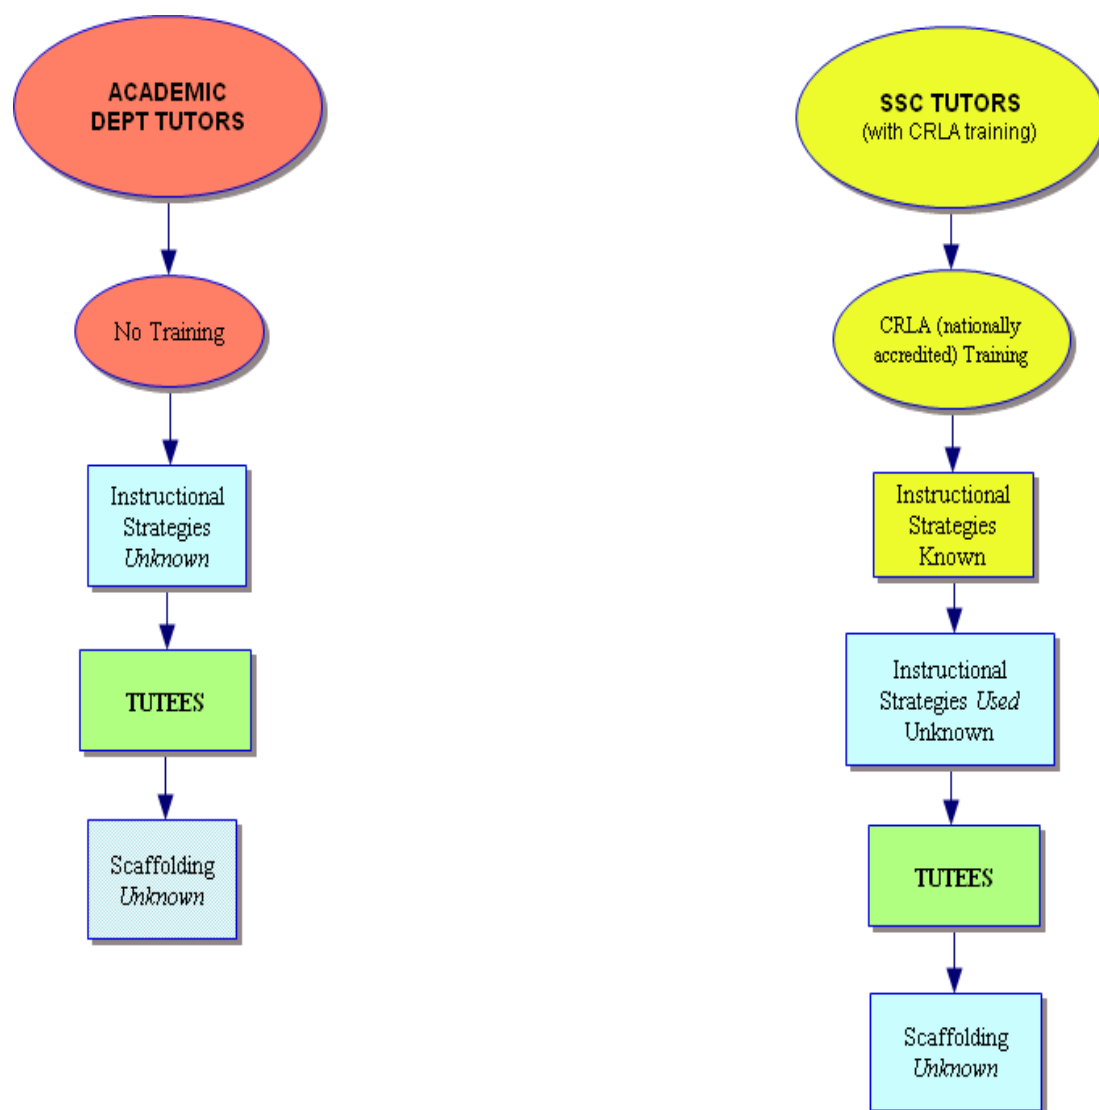 ACADEMIC
DEPT TUTORS
No Training
Instructional
Strategies
Unknown
TUTEES
Scaffolding
Unknown
SSC TUTORS
(with CRLA training)
CRLA (nationally
accredited) Training
Instructional
Strategies
Known
Instructional
Strategies Used
Unknown
TUTEES
Scaffolding
Unknown